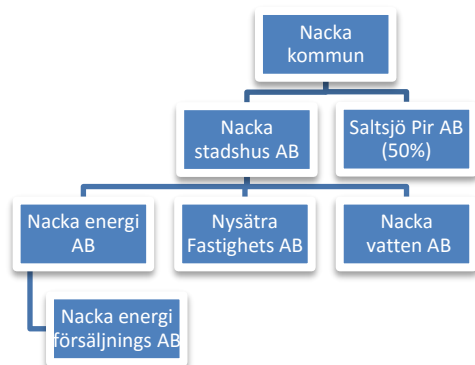 Nacka
kommun
Nacka
stadshus AB
Saltsjö Pir AB
(50%)
Nacka energi
AB
Nysätra
Fastighets AB
Nacka
vatten AB
Nacka energi
försäljnings AB